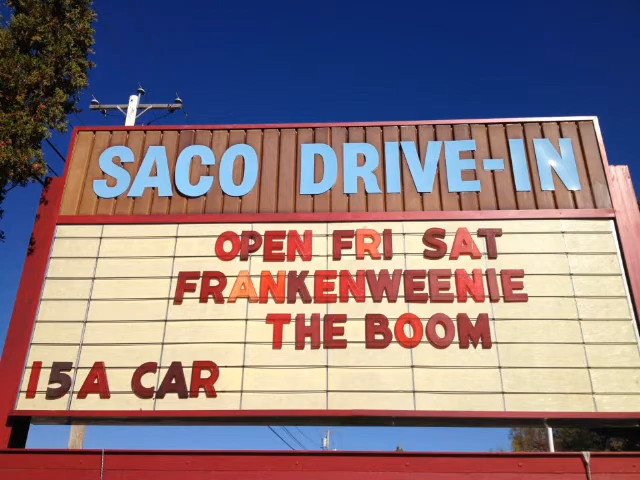 SACO DRIVE-IN
OPEN FRI SAT
FRANKENWEENIE
THE BOOM
15 A CAR